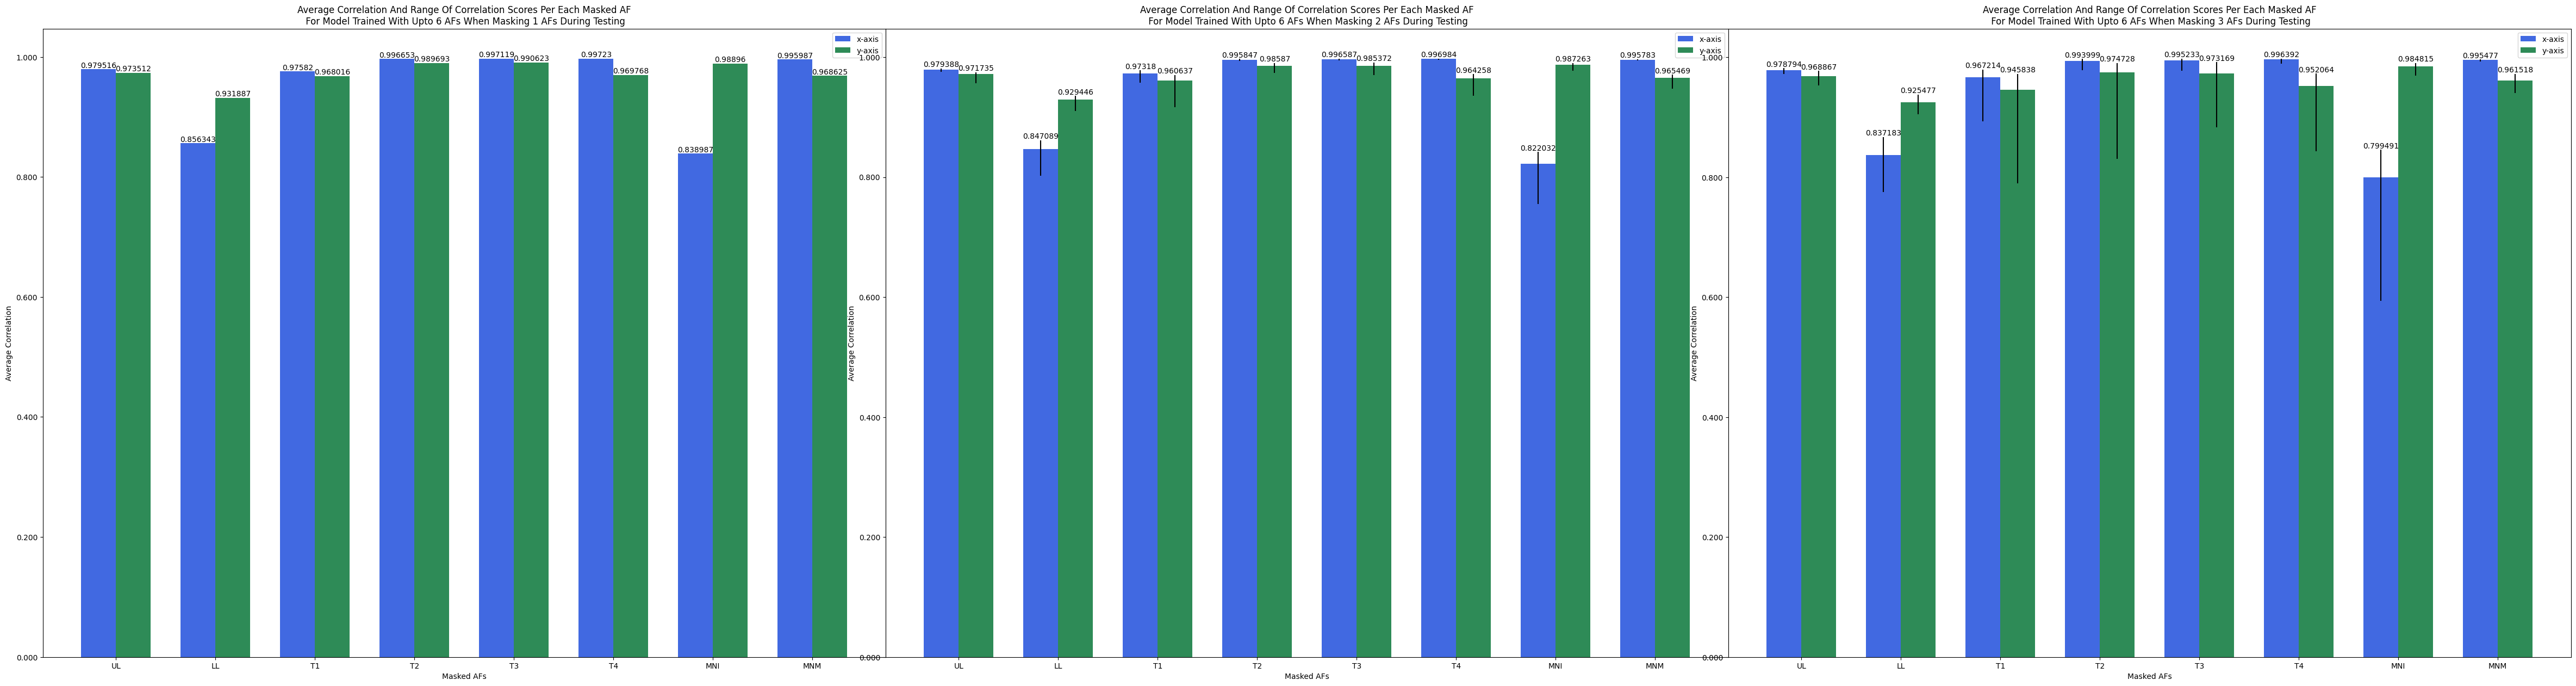 Average Correlation And Range Of Correlation Scores Per Each Masked AF
For Model Trained With Upto 6 AFs When Masking 1 AFs During Testing
x-axis
y-axis
1.000
0.800
0.600
0.400
0.200
0.000
Average Correlation
0.979516
0.973512
0.856343
0.931887
0.97582
0.968016
0.996653
0.989693
0.997119
0.990623
0.99723
0.969768
0.838987
0.98896
0.995987
0.968625
UL
LL
T1
T2
T3
T4
MNI
MNM
Masked AFs
Average Correlation And Range Of Correlation Scores Per Each Masked AF
For Model Trained With Upto 6 AFs When Masking 2 AFs During Testing
x-axis
y-axis
1.000
0.800
0.600
0.400
0.200
0.000
Average Correlation
0.979388
0.971735
0.847089
0.929446
0.97318
0.960637
0.995847
0.98587
0.996587
0.985372
0.996984
0.964258
0.822032
0.987263
0.995783
0.965469
UL
LL
T1
T2
T3
T4
MNI
MNM
Masked AFs
Average Correlation And Range Of Correlation Scores Per Each Masked AF
For Model Trained With Upto 6 AFs When Masking 3 AFs During Testing
x-axis
y-axis
1.000
0.800
0.600
0.400
0.200
0.000
Average Correlation
0.978794
0.968867
0.837183
0.925477
0.967214
0.945838
0.993999
0.974728
0.995233
0.973169
0.996392
0.952064
0.799491
0.984815
0.995477
0.961518
UL
LL
T1
T2
T3
T4
MNI
MNM
Masked AFs